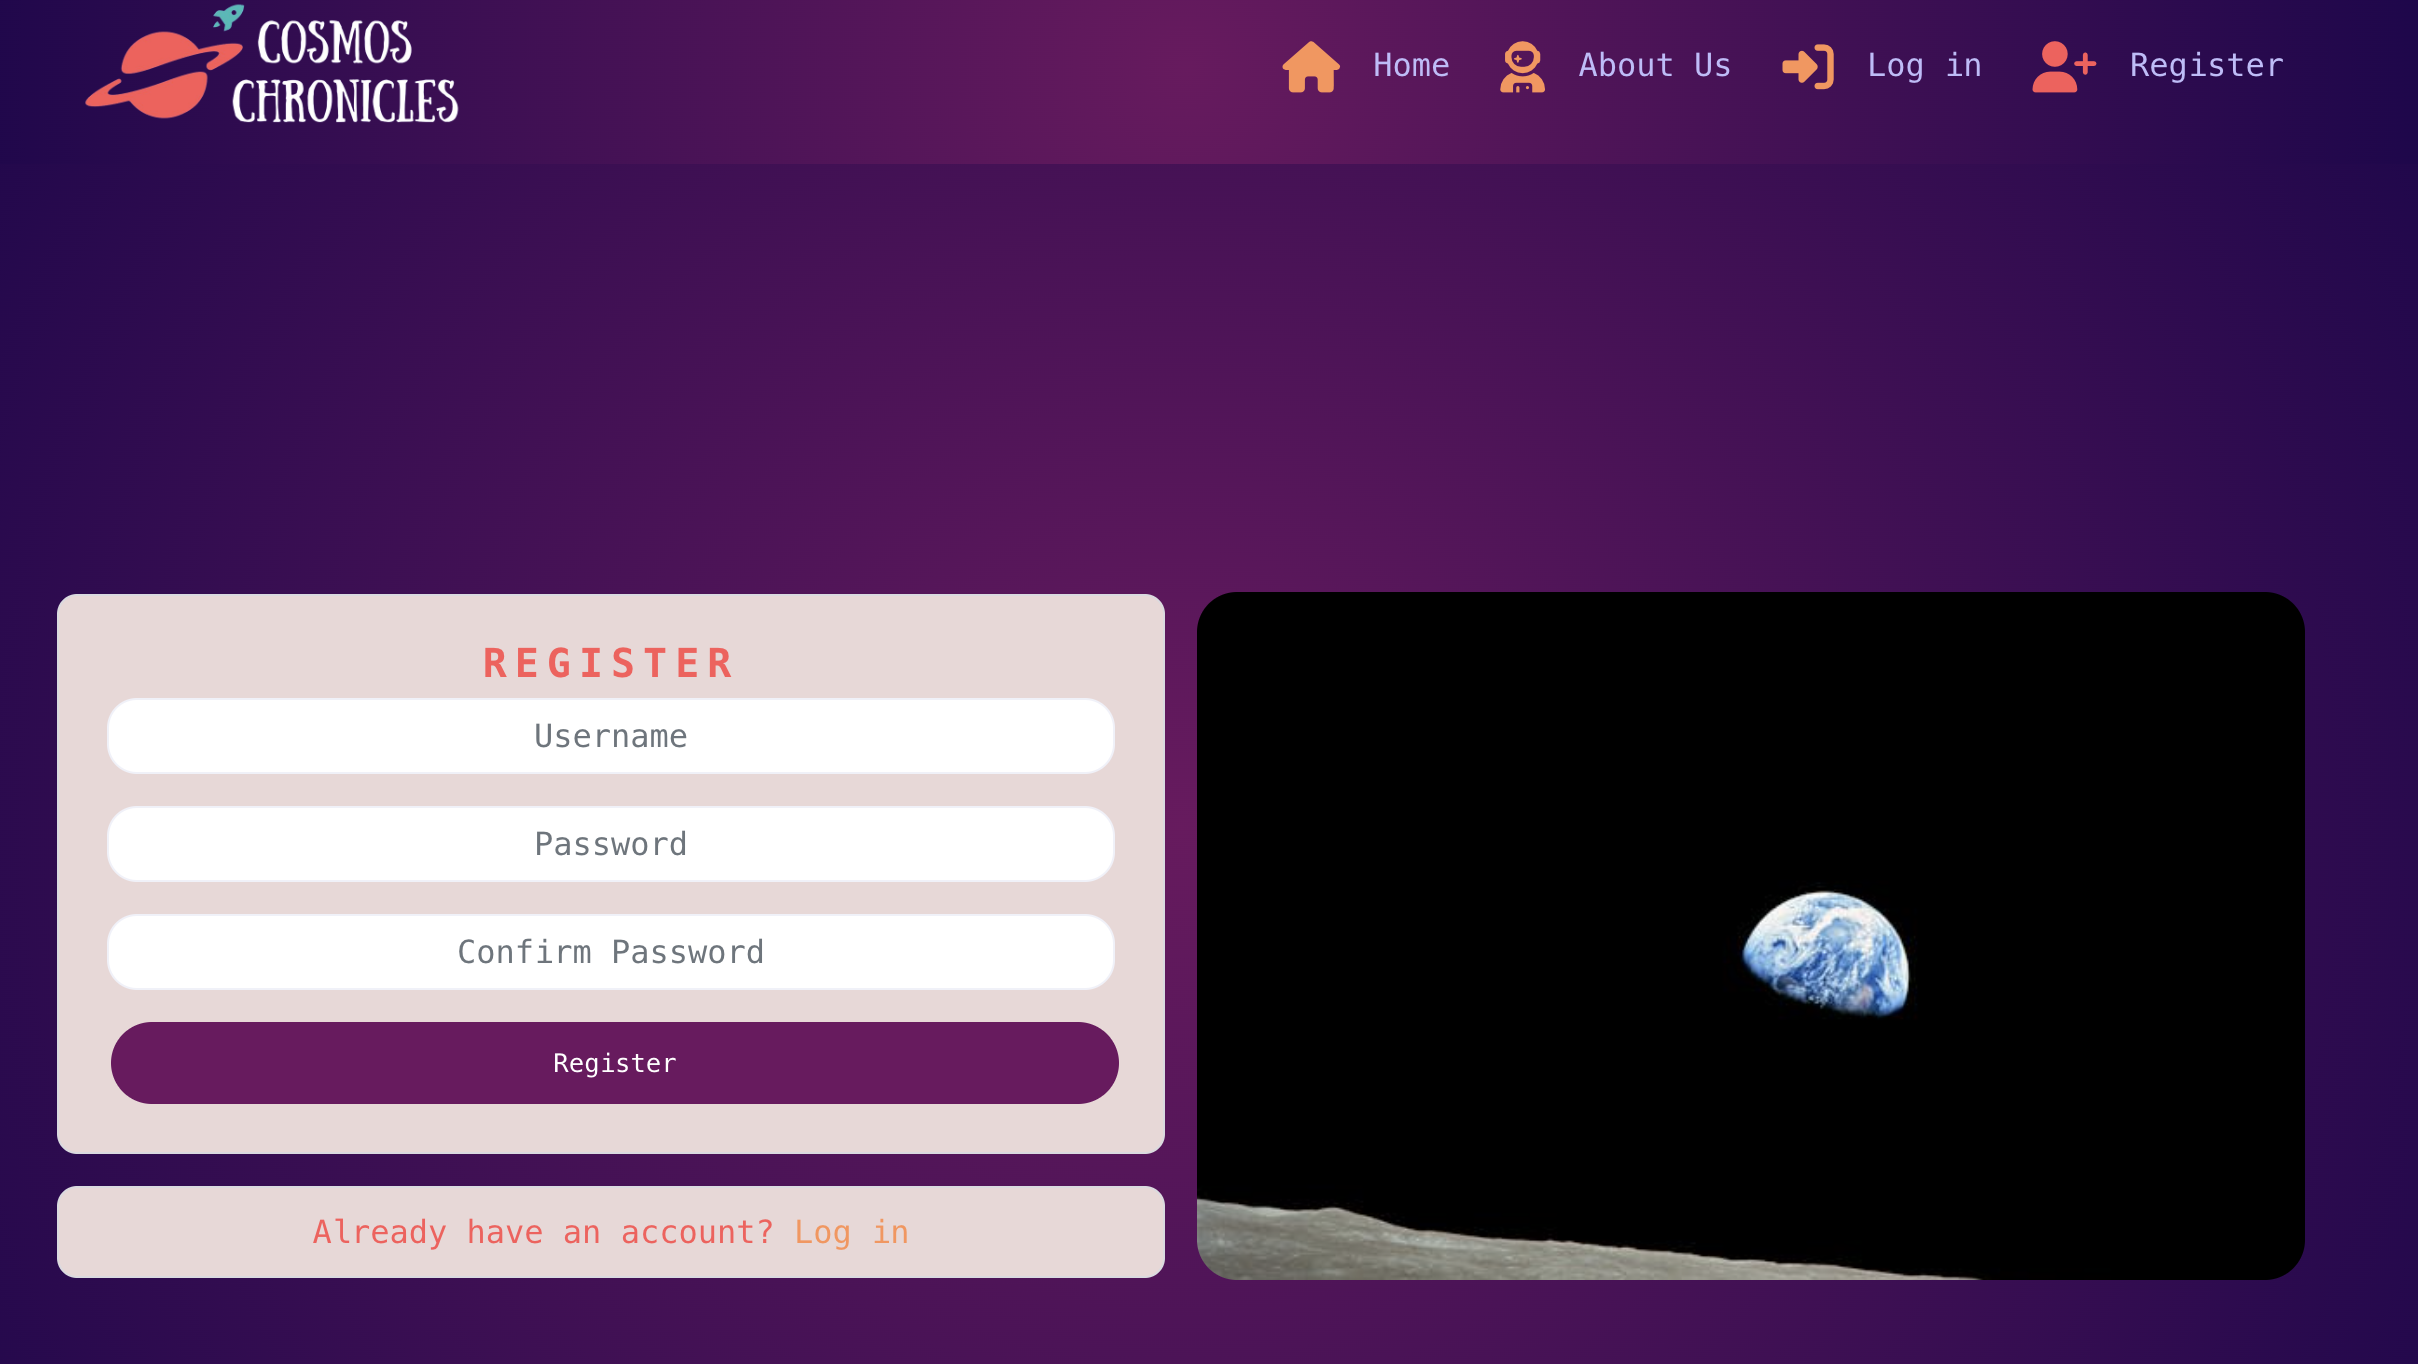 COSMOS
CHRONICLES
Home About Us Log in Register
REGISTER
Username
Password
Confirm Password
Register
Already have an account? Log in